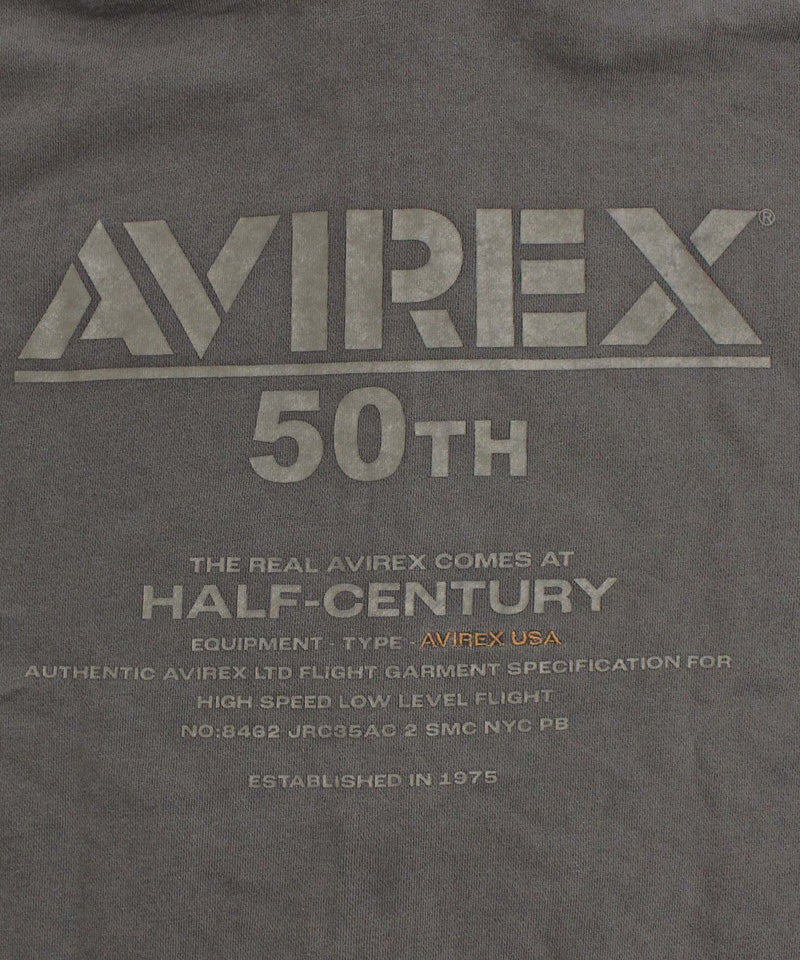 AVIREX®
50TH
THE REAL AVIREX COMES AT
HALF-CENTURY
EQUIPMENT - TYPE - AVIREX USA
AUTHENTIC AVIREX LTD FLIGHT GARMENT SPECIFICATION FOR
HIGH SPEED LOW LEVEL FLIGHT
NO:8462 JRC35AC 2 SMC NYC PB
ESTABLISHED IN 1975